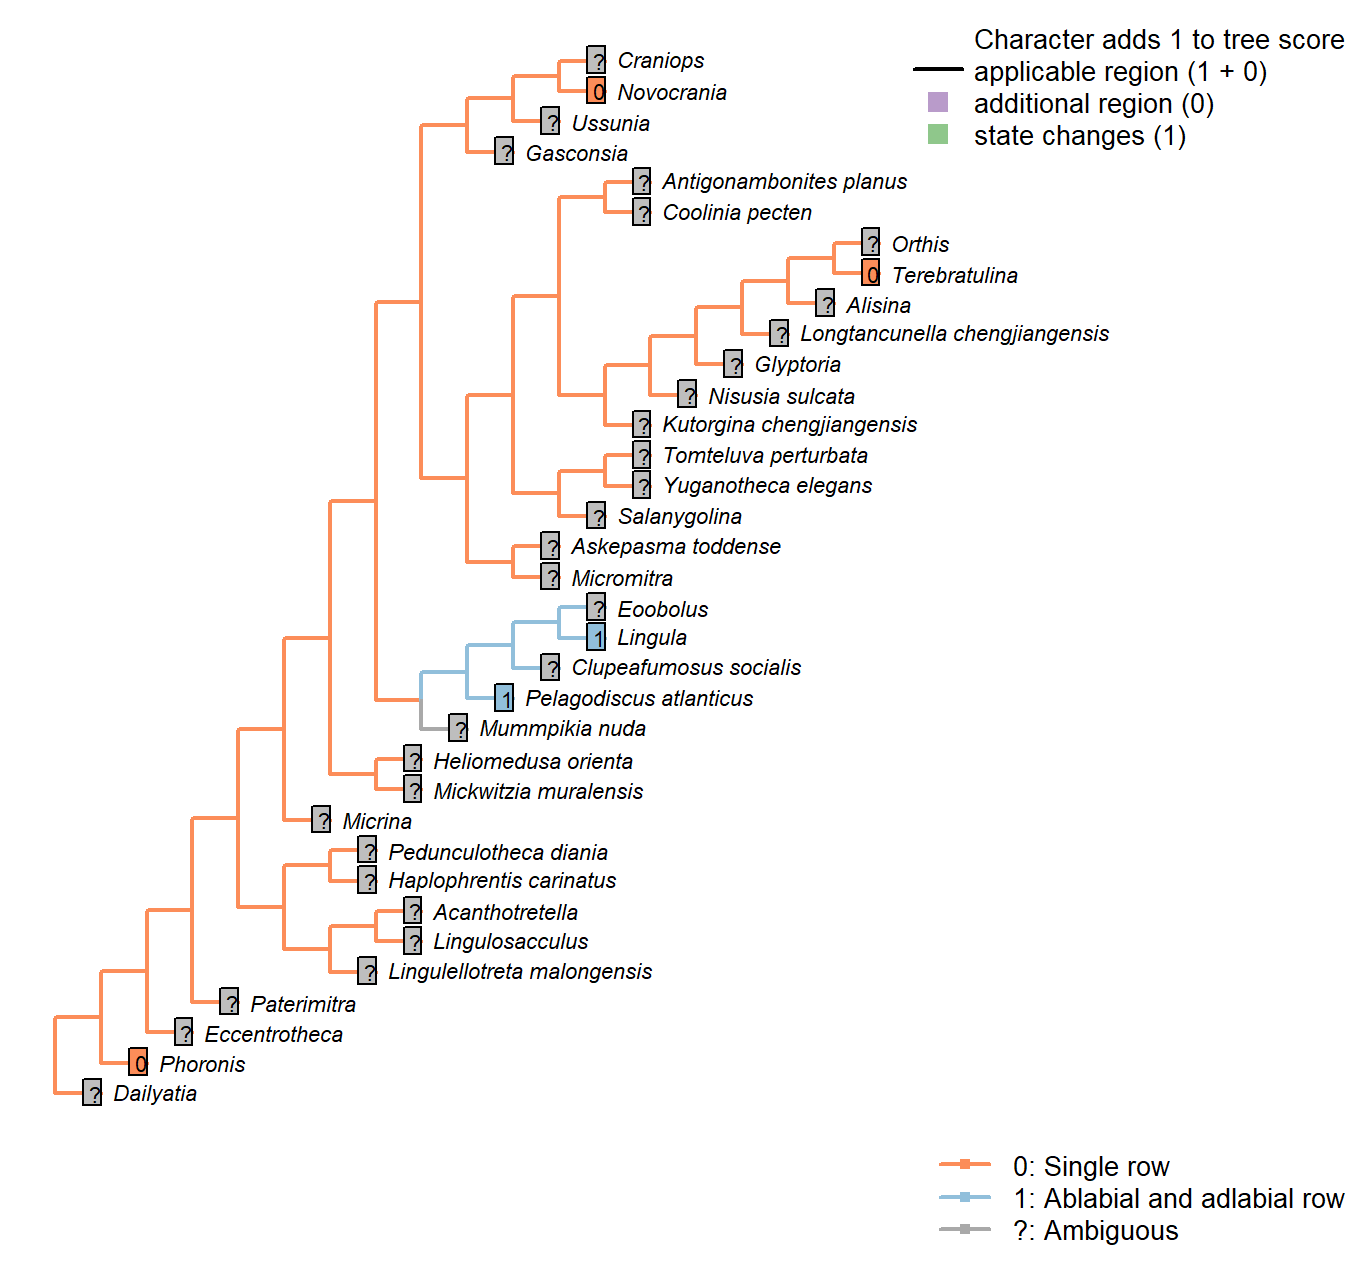 Character adds 1 to tree score
applicable region (1 + 0)
additional region (0)
state changes (1)
? Craniops
0 Novocrania
? Ussunia
? Gasconsia
? Antigonambonites planus
? Coolinia pecten
? Orthis
0 Terebratulina
? Alisina
? Longtancunella chengjiangensis
? Glyptoria
? Nisusia sulcata
? Kutorgina chengjiangensis
? Tomteluva perturbata
? Yuganotheca elegans
? Salanygolina
? Askepasma toddense
? Micromitra
? Eoobolus
1 Lingula
? Clupeafumosus socialis
1 Pelagodiscus atlanticus
? Mummpikia nuda
? Heliomedusa orienta
? Mickwitzia muralensis
? Micrina
? Pedunculotheca diania
? Haplophrentis carinatus
? Acanthotretella
? Lingulosacculus
? Lingulellotreta malongensis
? Paterimitra
? Eccentrotheca
0 Phoronis
? Dailyatia
0: Single row
1: Ablabial and adlabial row
?: Ambiguous